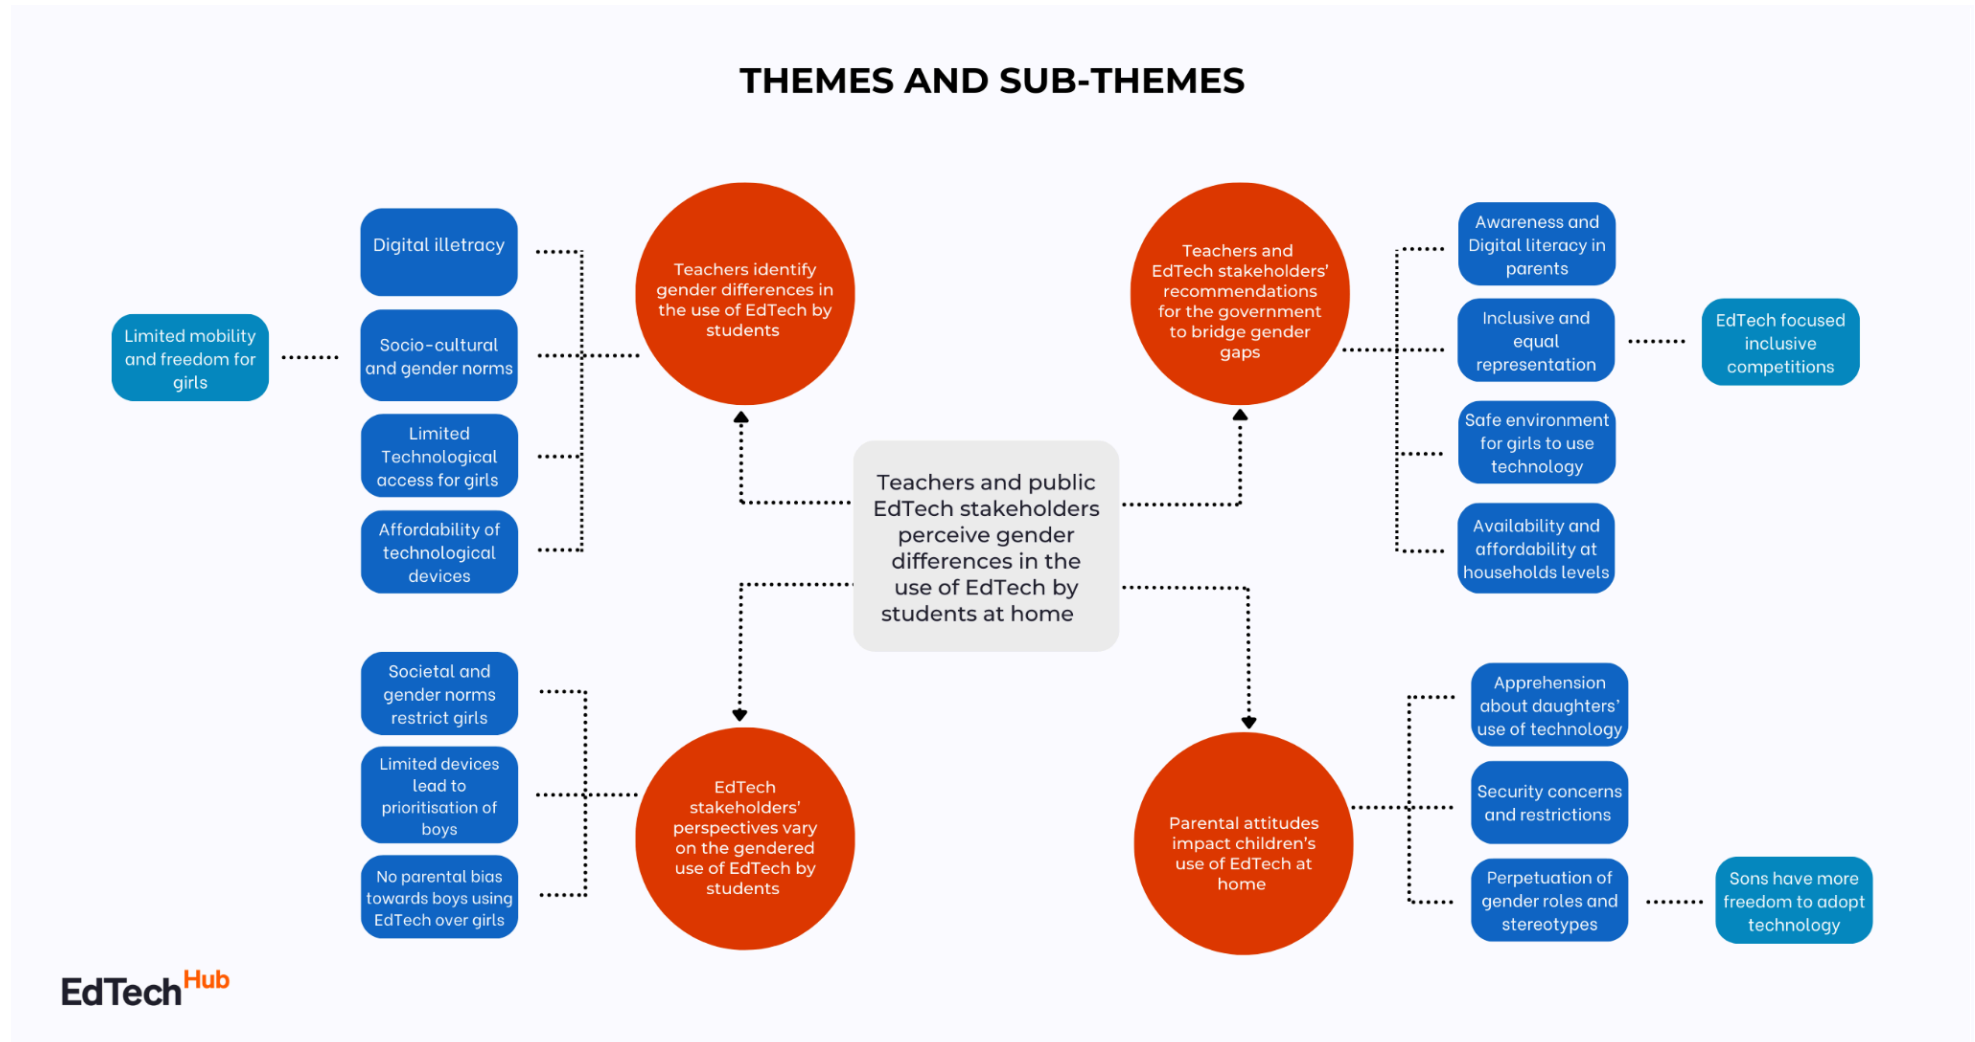 THEMES AND SUB-THEMES
Digital illetracy
Socio-cultural
and gender norms
Limited mobility
and freedom for
girls
Limited
Technological
access for girls
Affordability of
technological
devices
Teachers identify
gender differences in
the use of EdTech by
students
Teachers and
EdTech stakeholders’
recommendations
for the government
to bridge gender
gaps
Awareness and
Digital literacy in
parents
Inclusive and
equal
representation
EdTech focused
inclusive
competitions
Safe environment
for girls to use
technology
Availability and
affordability at
households levels
Teachers and public
EdTech stakeholders
perceive gender
differences in the
use of EdTech by
students at home
Societal and
gender norms
restrict girls
Limited devices
lead to
prioritisation of
boys
No parental bias
towards boys using
EdTech over girls
EdTech
stakeholders’
perspectives vary
on the gendered
use of EdTech by
students
Parental attitudes
impact children’s
use of EdTech at
home
Apprehension
about daughters’
use of technology
Security concerns
and restrictions
Perpetuation of
gender roles and
stereotypes
Sons have more
freedom to adopt
technology
EdTech Hub